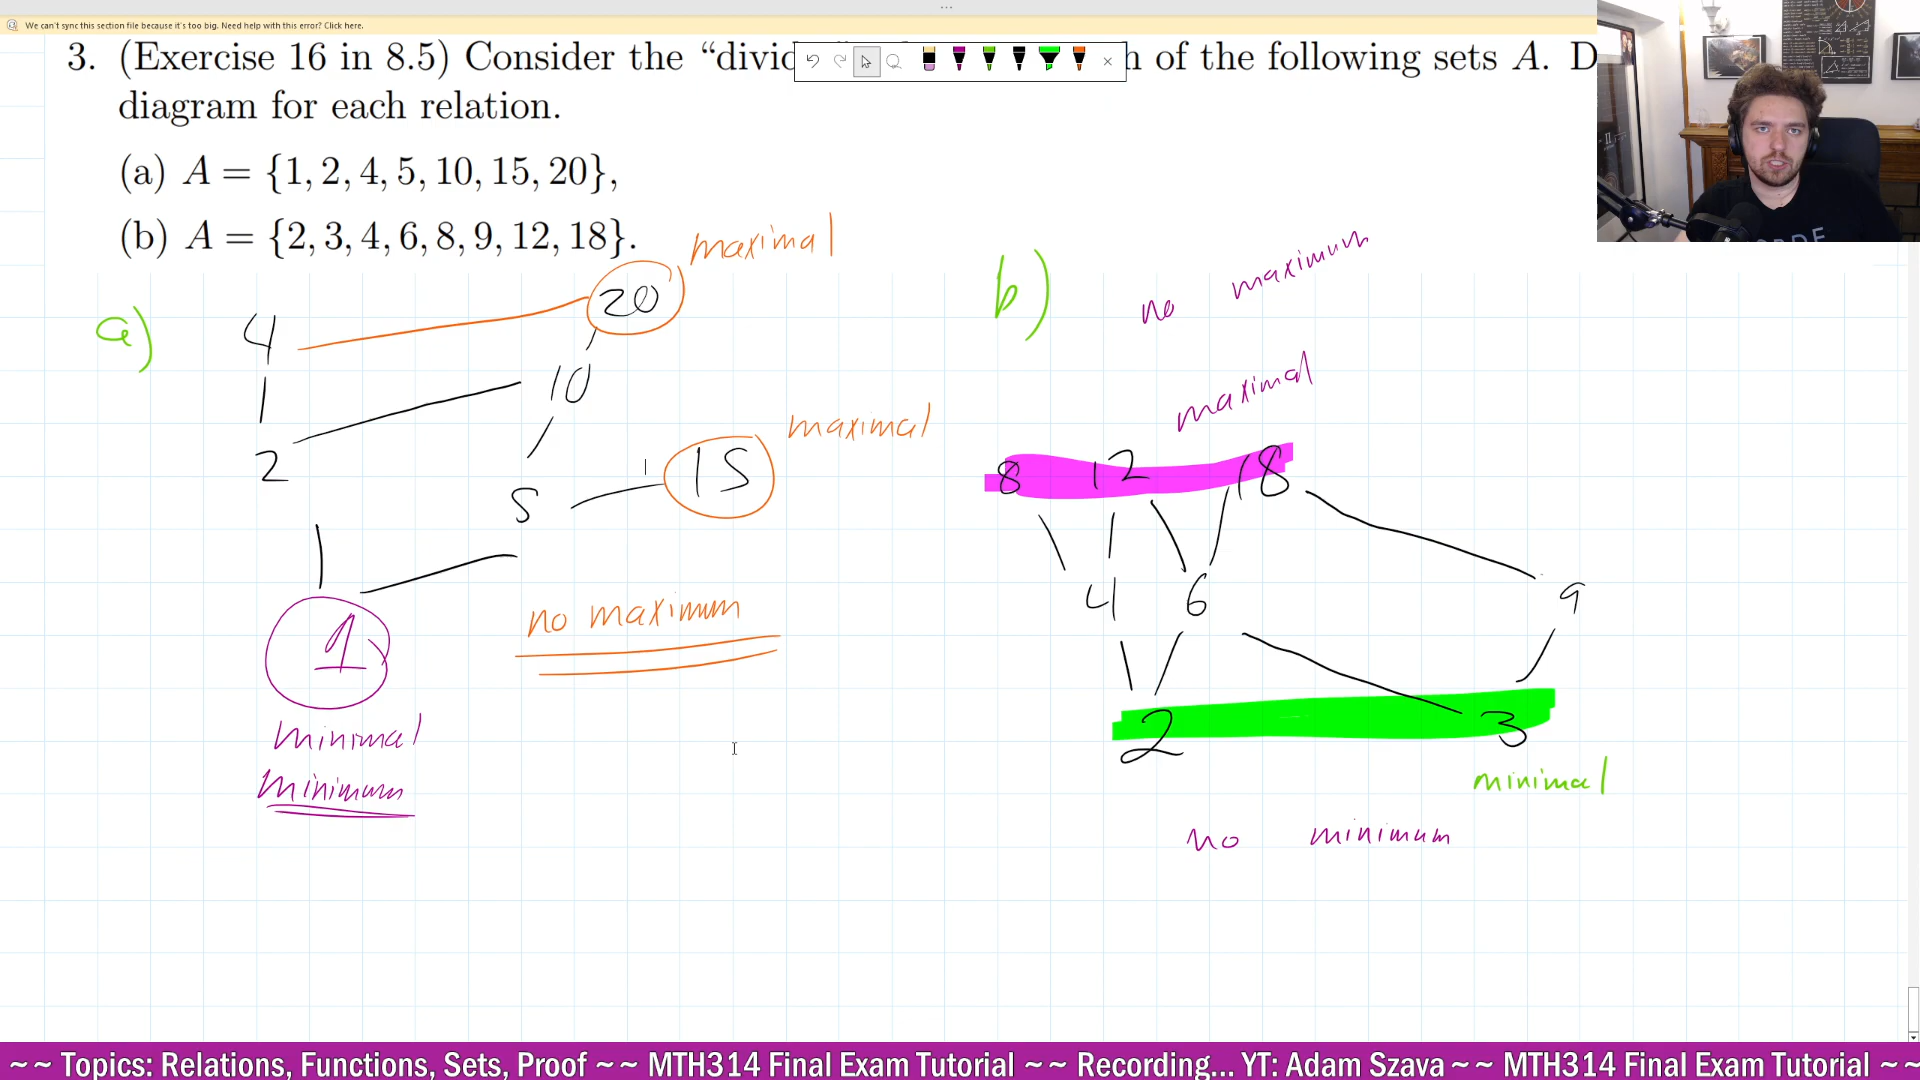 We can't sync this section file because it's too big. Need help with this error? Click here.
3. (Exercise 16 in 8.5) Consider the “divid h of the following sets A. D
diagram for each relation.
(a) A = {1, 2, 4, 5, 10, 15, 20},
(b) A = {2, 3, 4, 6, 8, 9, 12, 18}.
maximal
a)
4
20
10
2
5
15
maximal
1
no maximum
minimal
minimum
b)
no maximum
maximal
8 12 18
4 6 9
2 3
minimal
no minimum
~ ~ Topics: Relations, Functions, Sets, Proof ~ ~ MTH314 Final Exam Tutorial ~ ~ Recording... YT: Adam Szava ~ ~ MTH314 Final Exam Tutorial ~ ~